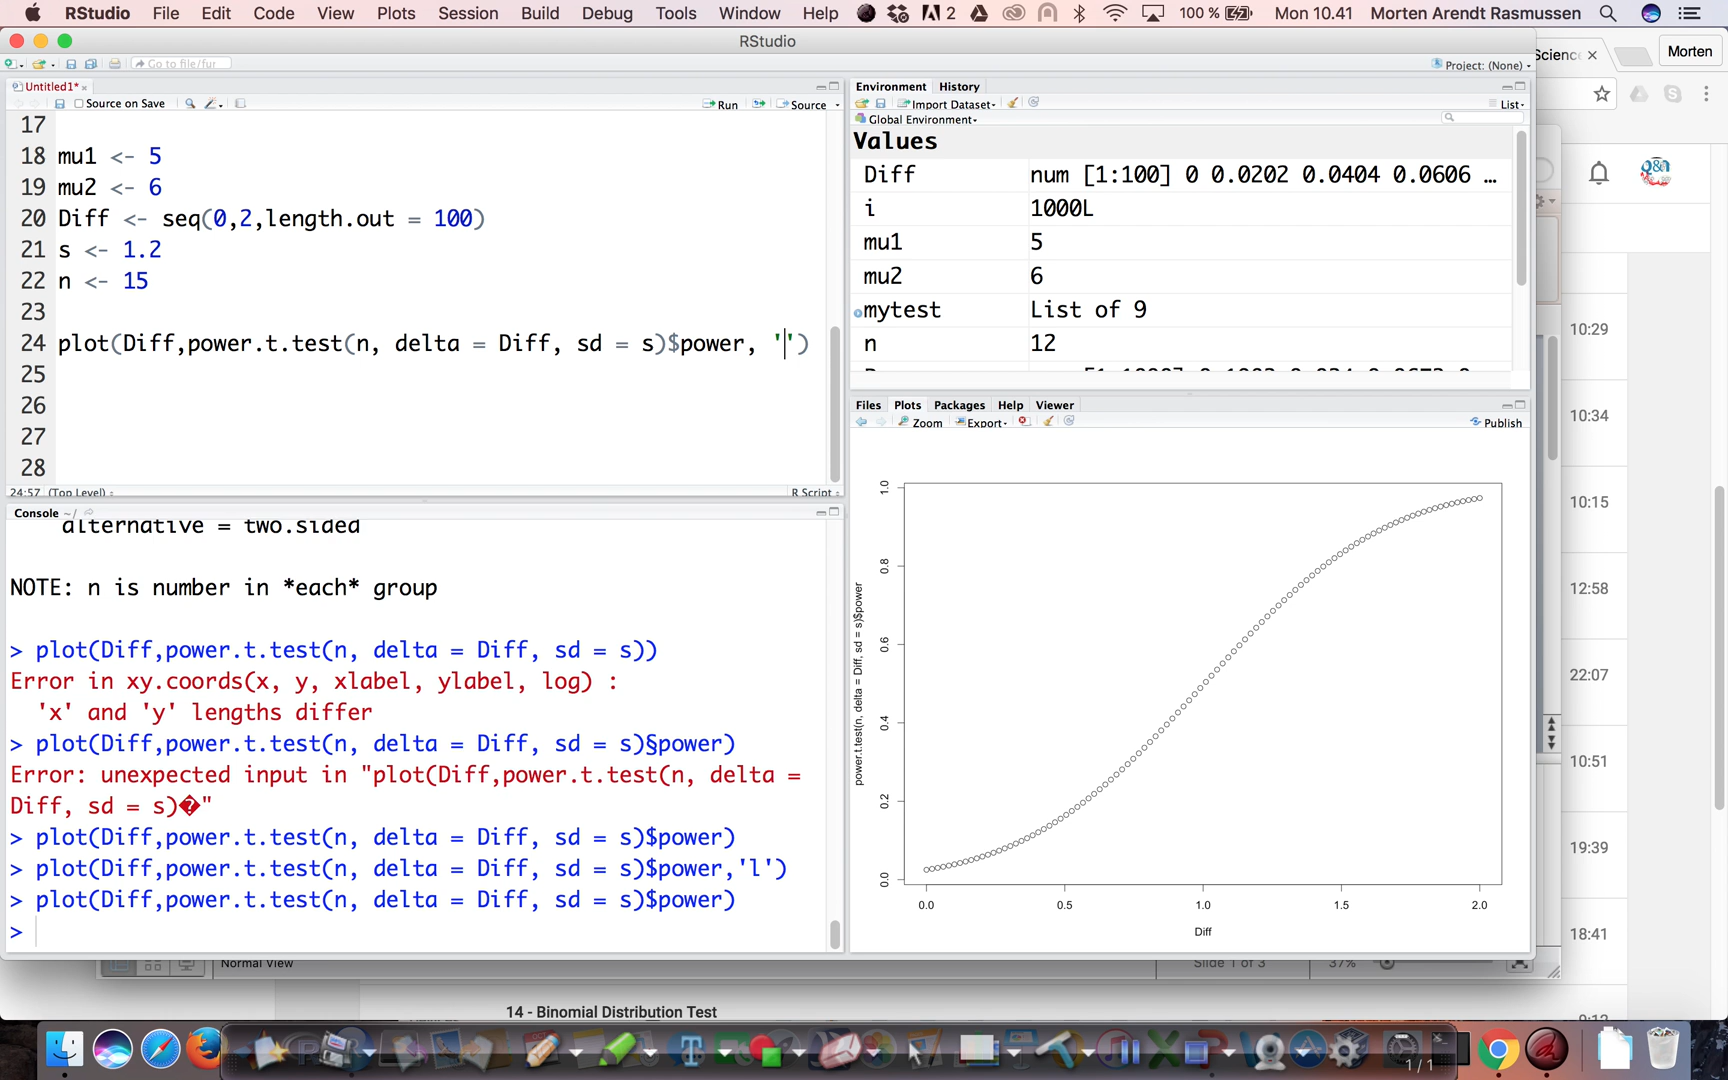 RStudio File Edit Code View Plots Session Build Debug Tools Window Help 2 100 % Mon 10.41 Morten Arendt Rasmussen
RStudio
Science
Morten
Go to file/fun
Project: (None)
Untitled1*
Source on Save
Run
Source
17
18 mu1 <- 5
19 mu2 <- 6
20 Diff <- seq(0,2,length.out = 100)
21 s <- 1.2
22 n <- 15
23
24 plot(Diff,power.t.test(n, delta = Diff, sd = s)$power, '')
25
26
27
28
24:57 (Top Level)
R Script
Console ~/
alternative = two.sided
NOTE: n is number in *each* group
> plot(Diff,power.t.test(n, delta = Diff, sd = s))
Error in xy.coords(x, y, xlabel, ylabel, log) :
'x' and 'y' lengths differ
> plot(Diff,power.t.test(n, delta = Diff, sd = s)§power)
Error: unexpected input in "plot(Diff,power.t.test(n, delta =
Diff, sd = s)�"
> plot(Diff,power.t.test(n, delta = Diff, sd = s)$power)
> plot(Diff,power.t.test(n, delta = Diff, sd = s)$power,'l')
> plot(Diff,power.t.test(n, delta = Diff, sd = s)$power)
>
Environment History
Import Dataset
List
Global Environment
Values
Diff num [1:100] 0 0.0202 0.0404 0.0606 ...
i 1000L
mu1 5
mu2 6
mytest List of 9
n 12
Files Plots Packages Help Viewer
Zoom Export Publish
power.t.test(n, delta = Diff, sd = s)$power
1.0
0.8
0.6
0.4
0.2
0.0
0.0 0.5 1.0 1.5 2.0
Diff
10:29
10:34
10:15
12:58
22:07
10:51
19:39
18:41
9:12
Normal View
Slide 1 of 3
37%
14 - Binomial Distribution Test
1/1